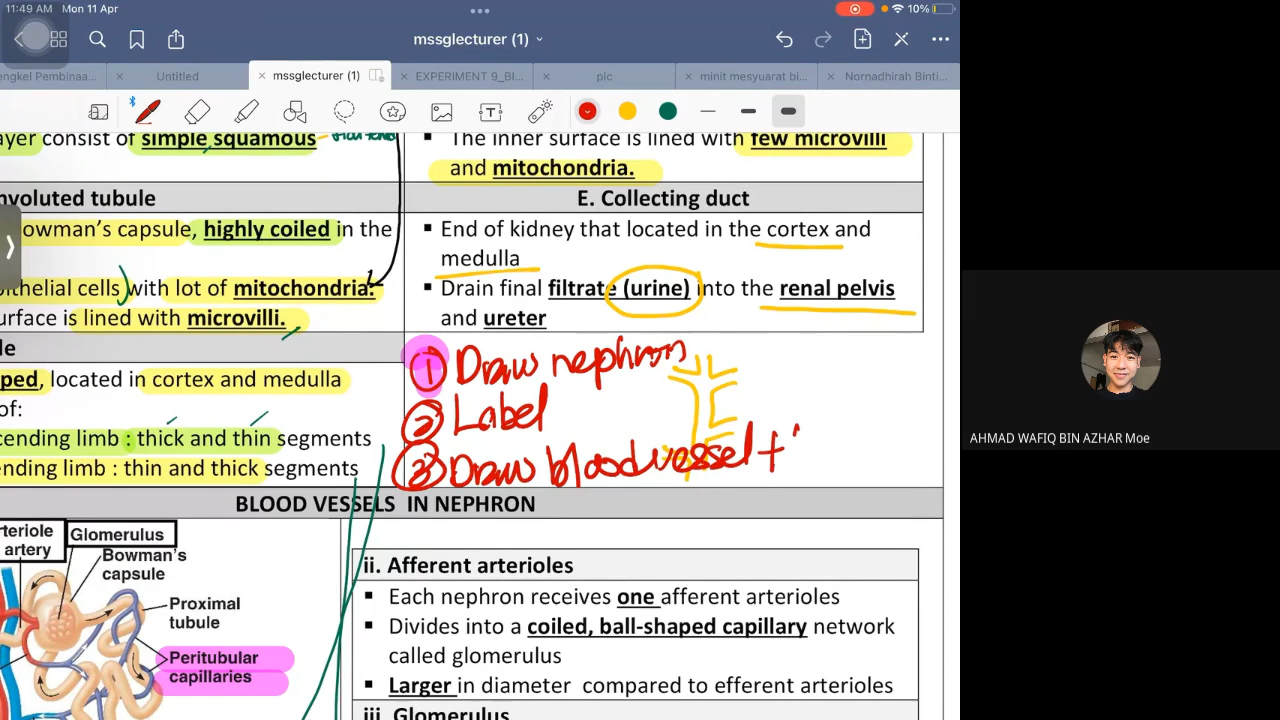 11:49 AM Mon 11 Apr
10%
mssglecturer (1)
engkel Pembinaa...
Untitled
mssglecturer (1)
EXPERIMENT 9_BI...
plc
minit mesyuarat bi...
Nornadhirah Binti...
ayer consist of simple squamous
▪ The inner surface is lined with few microvilli
and mitochondria.
nvoluted tubule
E. Collecting duct
owman's capsule, highly coiled in the
▪ End of kidney that located in the cortex and
medulla
ithelial cells) with lot of mitochondria.
▪ Drain final filtrate (urine) into the renal pelvis
urface is lined with microvilli.
and ureter
le
ped, located in cortex and medulla
of:
cending limb : thick and thin segments
ending limb : thin and thick segments
① Draw nephron
② Label
③ Draw blood vessel +
BLOOD VESSELS IN NEPHRON
rteriole
artery
Glomerulus
Bowman's
capsule
Proximal
tubule
Peritubular
capillaries
ii. Afferent arterioles
▪ Each nephron receives one afferent arterioles
▪ Divides into a coiled, ball-shaped capillary network
called glomerulus
▪ Larger in diameter compared to efferent arterioles
iii. Glomerulus
AHMAD WAFIQ BIN AZHAR Moe